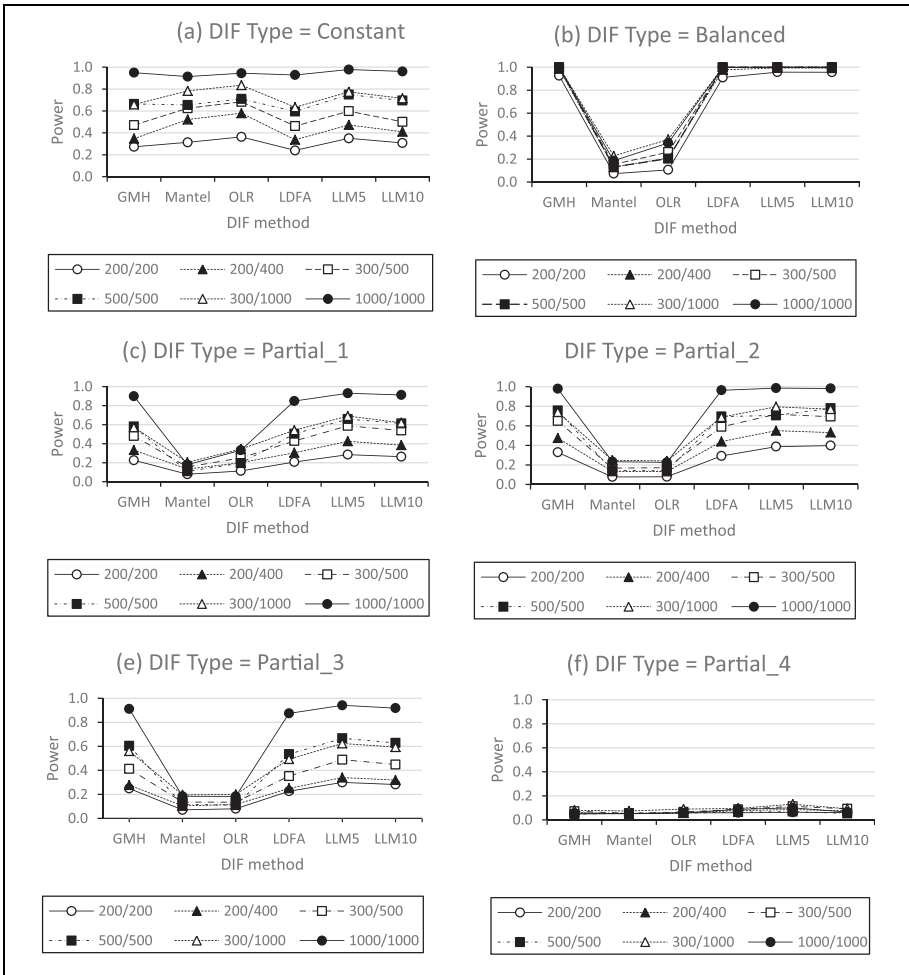 (a) DIF Type = Constant
1.0
0.8
0.6
0.4
0.2
0.0
Power
GMH Mantel OLR LDFA LLM5 LLM10
DIF method
200/200 200/400 300/500
500/500 300/1000 1000/1000
(b) DIF Type = Balanced
1.0
0.8
0.6
0.4
0.2
0.0
Power
GMH Mantel OLR LDFA LLM5 LLM10
DIF method
200/200 200/400 300/500
500/500 300/1000 1000/1000
(c) DIF Type = Partial_1
1.0
0.8
0.6
0.4
0.2
0.0
Power
GMH Mantel OLR LDFA LLM5 LLM10
DIF method
200/200 200/400 300/500
500/500 300/1000 1000/1000
DIF Type = Partial_2
1.0
0.8
0.6
0.4
0.2
0.0
Power
GMH Mantel OLR LDFA LLM5 LLM10
DIF method
200/200 200/400 300/500
500/500 300/1000 1000/1000
(e) DIF Type = Partial_3
1.0
0.8
0.6
0.4
0.2
0.0
Power
GMH Mantel OLR LDFA LLM5 LLM10
DIF method
200/200 200/400 300/500
500/500 300/1000 1000/1000
(f) DIF Type = Partial_4
1.0
0.8
0.6
0.4
0.2
0.0
Power
GMH Mantel OLR LDFA LLM5 LLM10
DIF method
200/200 200/400 300/500
500/500 300/1000 1000/1000